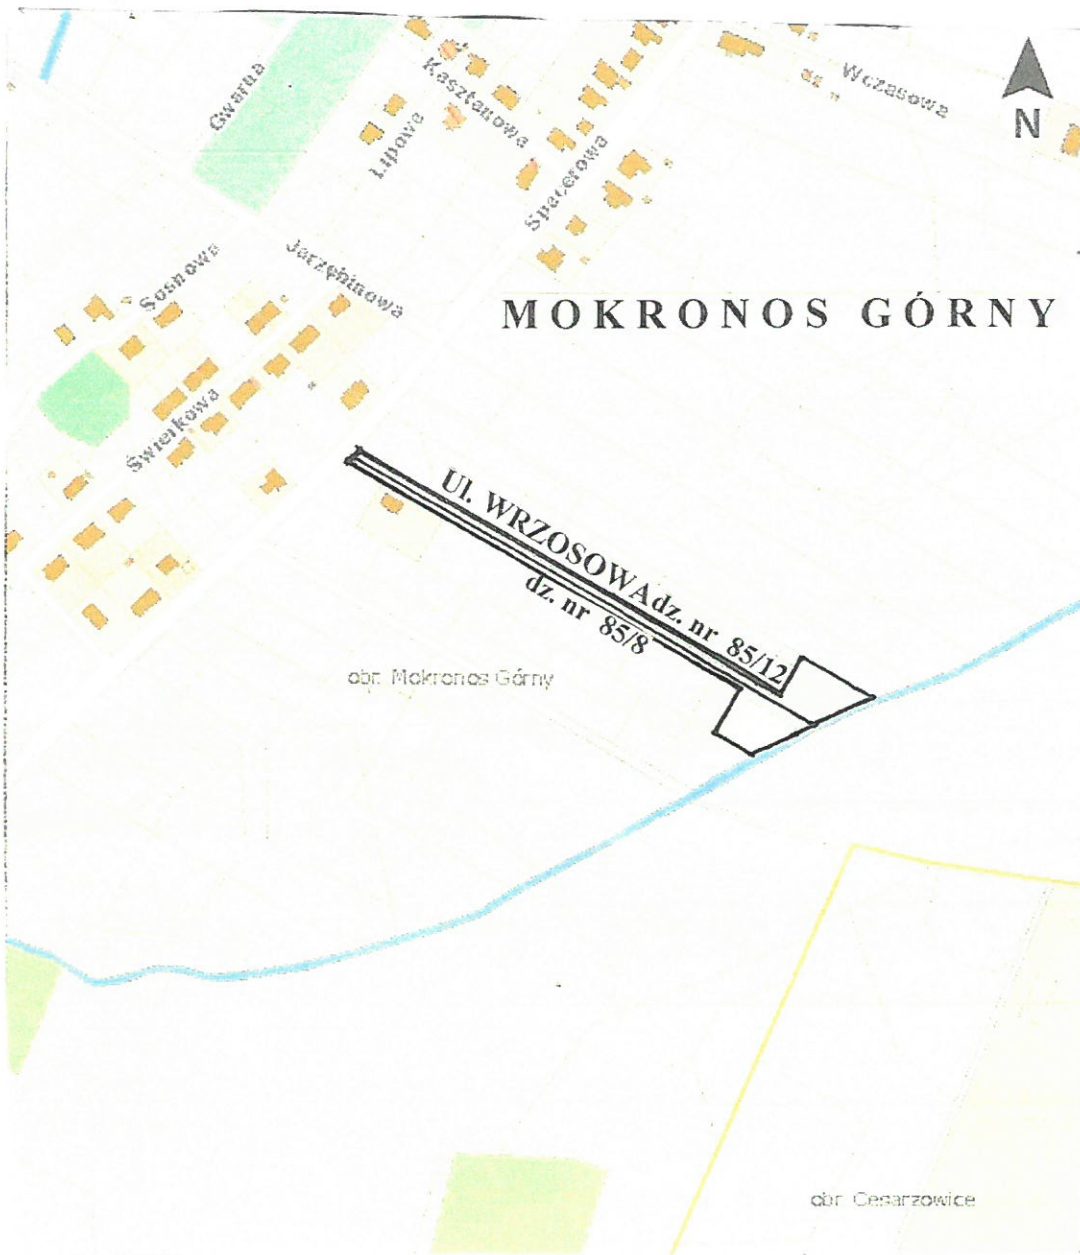 Gwarna
Kasztanowa
Lipowa
Spacerowa
Wczasowa
N
Sosnowa
Jarzębinowa
MOKRONOS GÓRNY
Świerkowa
Ul. WRZOSOWA dz. nr 85/12
dz. nr 85/8
obr. Mokronos Górny
obr. Cesarzowice